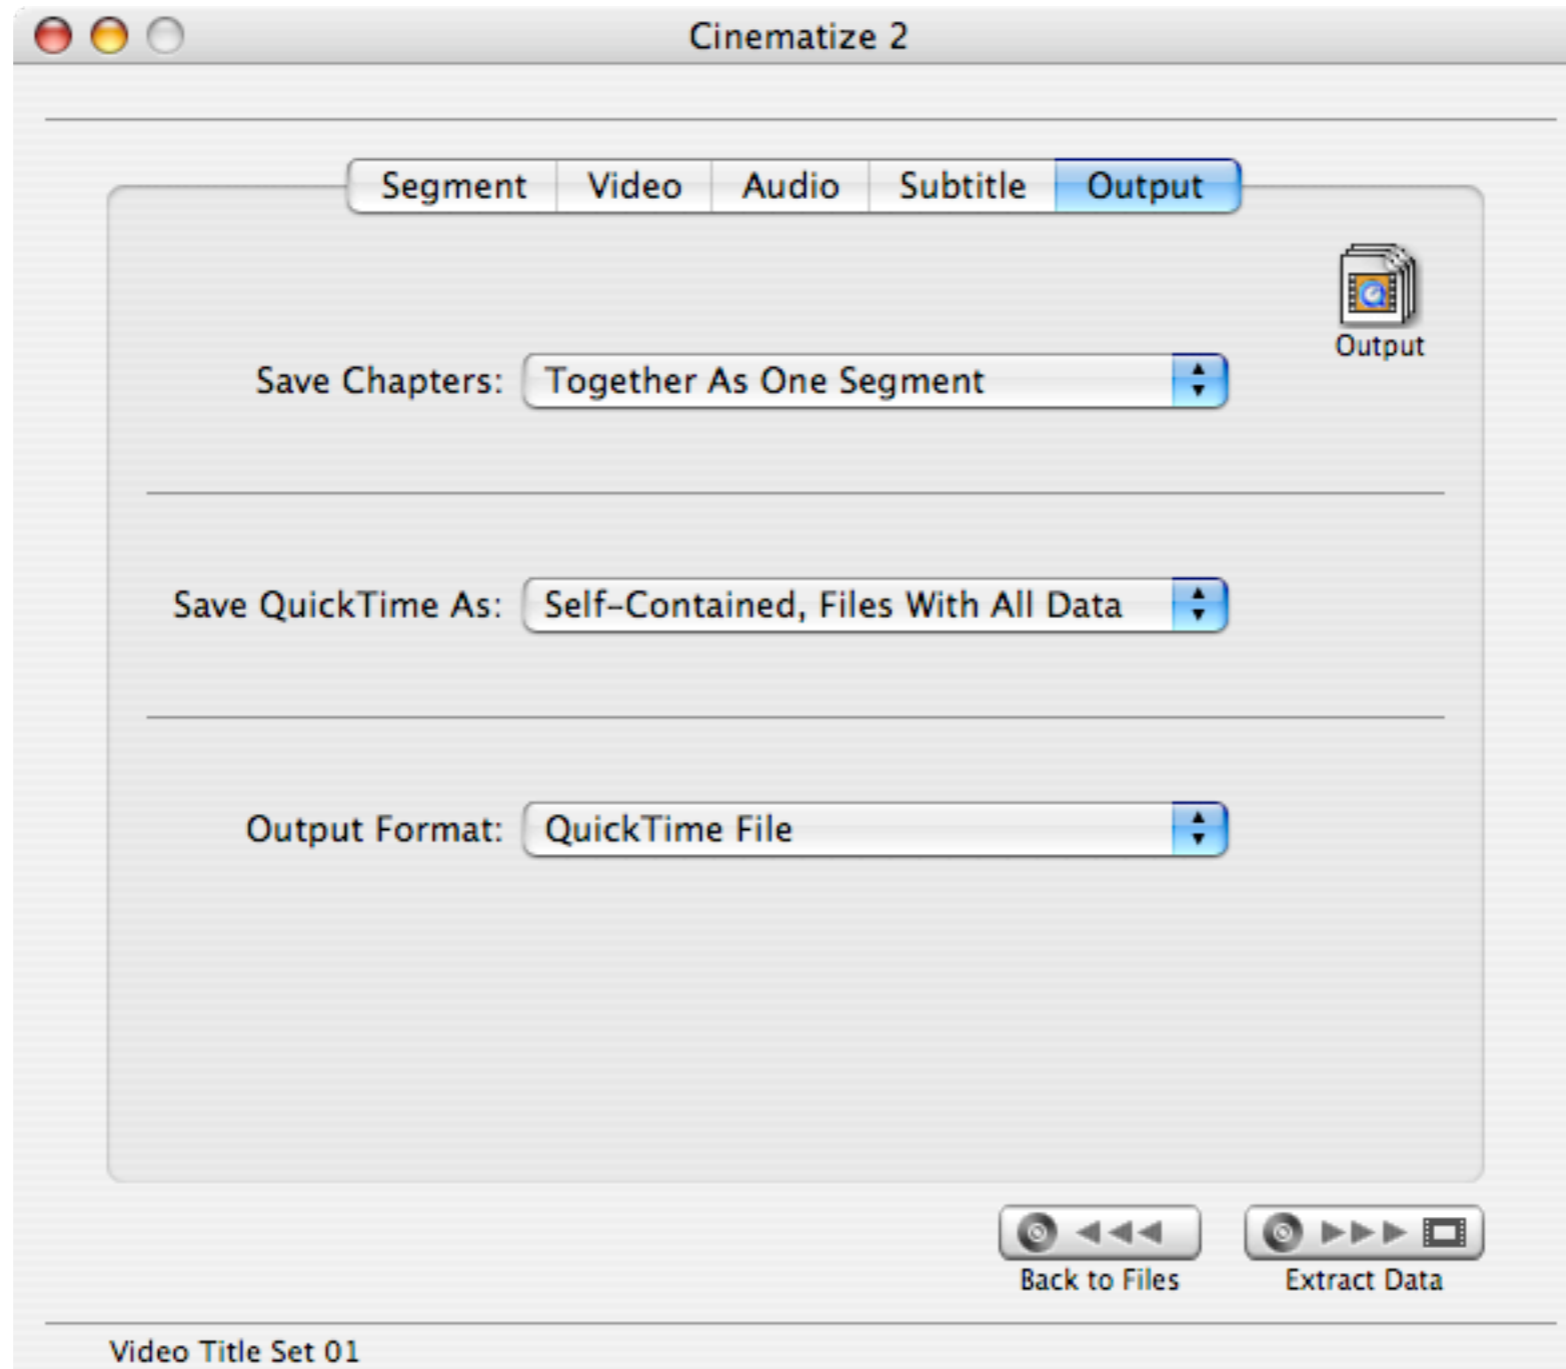 Cinematize 2
Segment Video Audio Subtitle Output
Output
Save Chapters: Together As One Segment
Save QuickTime As: Self-Contained, Files With All Data
Output Format: QuickTime File
Back to Files Extract Data
Video Title Set 01